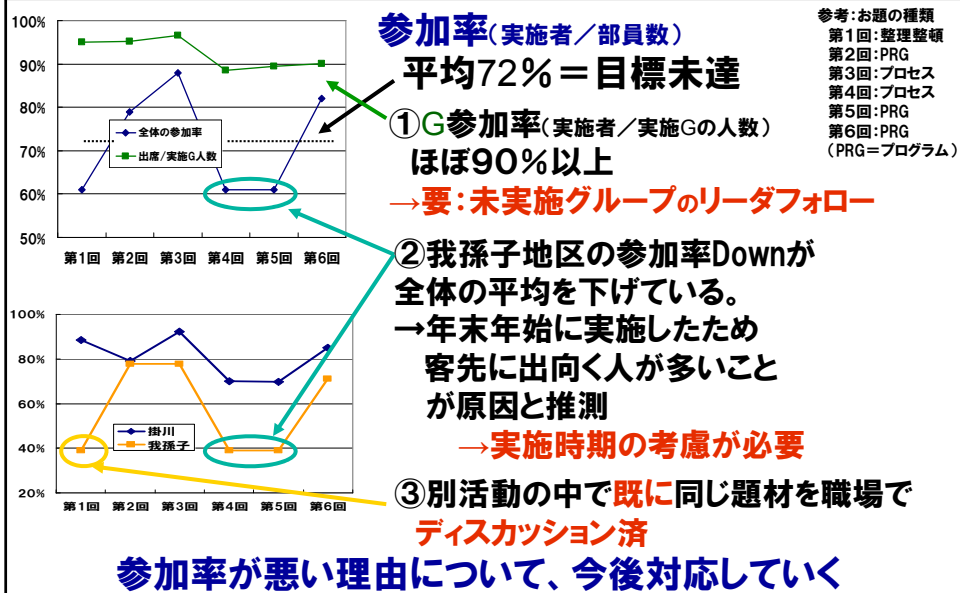 参加率(実施者／部員数)
平均72％＝目標未達
①G参加率(実施者／実施Gの人数)
ほぼ90％以上
→要：未実施グループのリーダフォロー
②我孫子地区の参加率Downが
全体の平均を下げている。
→年末年始に実施したため
客先に出向く人が多いこと
が原因と推測
→実施時期の考慮が必要
③別活動の中で既に同じ題材を職場で
ディスカッション済
参加率が悪い理由について、今後対応していく
参考：お題の種類
第1回：整理整頓
第2回：PRG
第3回：プロセス
第4回：プロセス
第5回：PRG
第6回：PRG
(PRG＝プログラム)
100%
90%
80%
70%
60%
50%
全体の参加率
出席/実施G人数
第1回 第2回 第3回 第4回 第5回 第6回
100%
80%
60%
40%
20%
掛川
我孫子
第1回 第2回 第3回 第4回 第5回 第6回